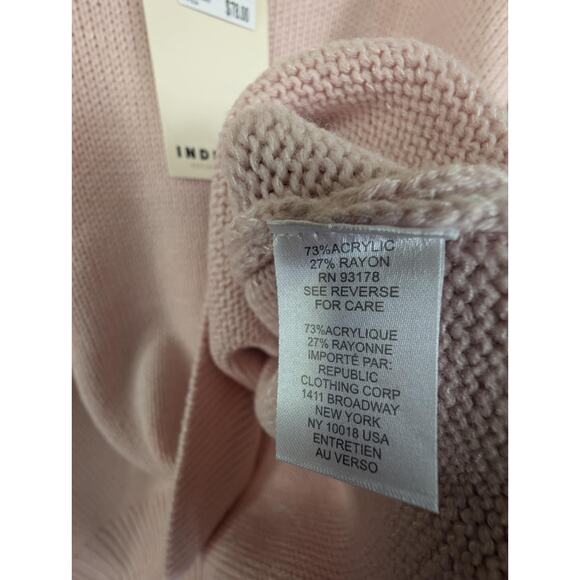 $78.00
73%ACRYLIC
27% RAYON
RN 93178
SEE REVERSE
FOR CARE
73%ACRYLIQUE
27% RAYONNE
IMPORTÉ PAR:
REPUBLIC
CLOTHING CORP
1411 BROADWAY
NEW YORK
NY 10018 USA
ENTRETIEN
AU VERSO